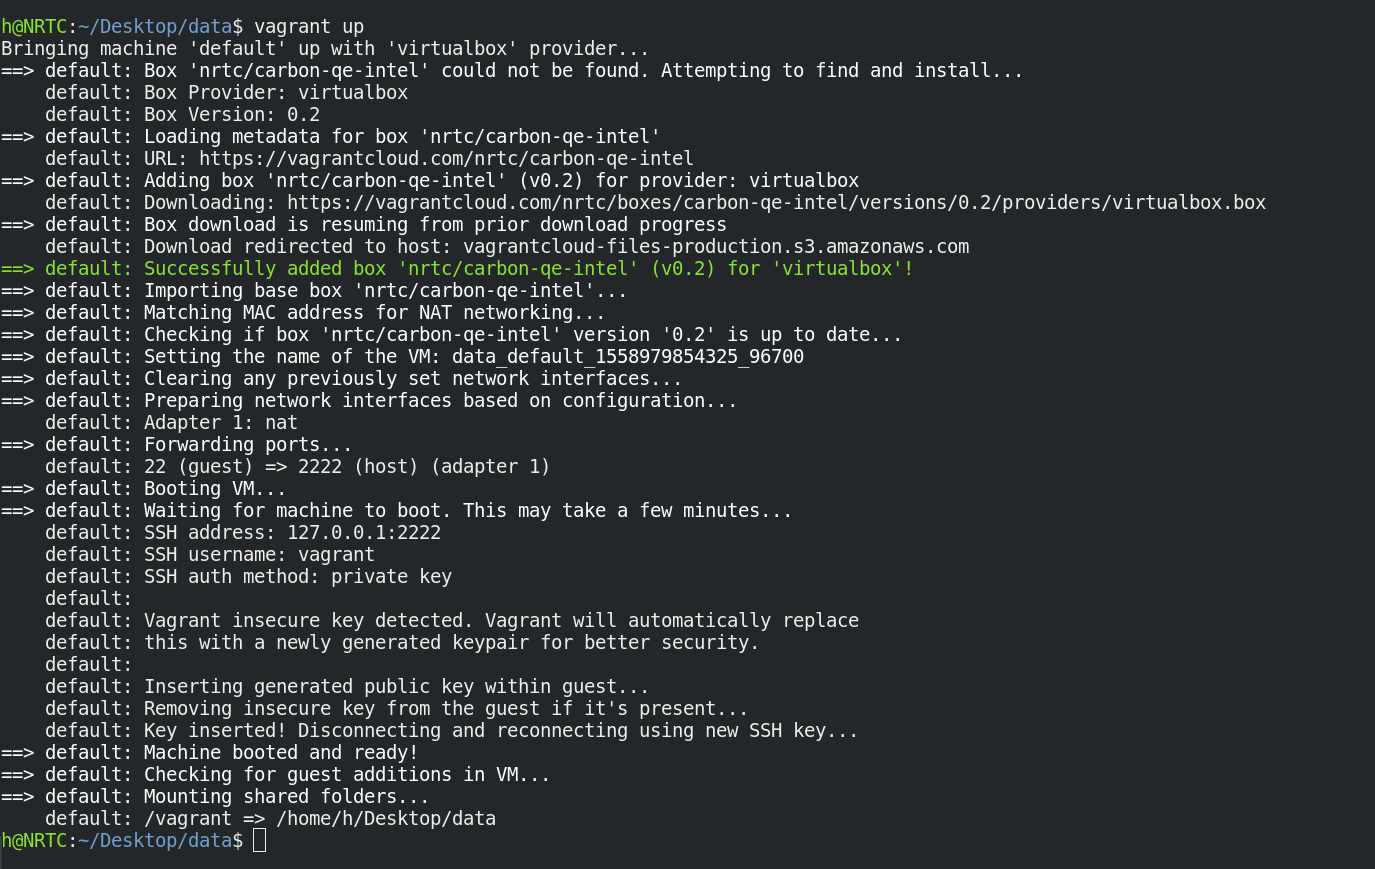 h@NRTC:~/Desktop/data$ vagrant up
Bringing machine 'default' up with 'virtualbox' provider...
==> default: Box 'nrtc/carbon-qe-intel' could not be found. Attempting to find and install...
    default: Box Provider: virtualbox
    default: Box Version: 0.2
==> default: Loading metadata for box 'nrtc/carbon-qe-intel'
    default: URL: https://vagrantcloud.com/nrtc/carbon-qe-intel
==> default: Adding box 'nrtc/carbon-qe-intel' (v0.2) for provider: virtualbox
    default: Downloading: https://vagrantcloud.com/nrtc/boxes/carbon-qe-intel/versions/0.2/providers/virtualbox.box
==> default: Box download is resuming from prior download progress
    default: Download redirected to host: vagrantcloud-files-production.s3.amazonaws.com
==> default: Successfully added box 'nrtc/carbon-qe-intel' (v0.2) for 'virtualbox'!
==> default: Importing base box 'nrtc/carbon-qe-intel'...
==> default: Matching MAC address for NAT networking...
==> default: Checking if box 'nrtc/carbon-qe-intel' version '0.2' is up to date...
==> default: Setting the name of the VM: data_default_1558979854325_96700
==> default: Clearing any previously set network interfaces...
==> default: Preparing network interfaces based on configuration...
    default: Adapter 1: nat
==> default: Forwarding ports...
    default: 22 (guest) => 2222 (host) (adapter 1)
==> default: Booting VM...
==> default: Waiting for machine to boot. This may take a few minutes...
    default: SSH address: 127.0.0.1:2222
    default: SSH username: vagrant
    default: SSH auth method: private key
    default:
    default: Vagrant insecure key detected. Vagrant will automatically replace
    default: this with a newly generated keypair for better security.
    default:
    default: Inserting generated public key within guest...
    default: Removing insecure key from the guest if it's present...
    default: Key inserted! Disconnecting and reconnecting using new SSH key...
==> default: Machine booted and ready!
==> default: Checking for guest additions in VM...
==> default: Mounting shared folders...
    default: /vagrant => /home/h/Desktop/data
h@NRTC:~/Desktop/data$